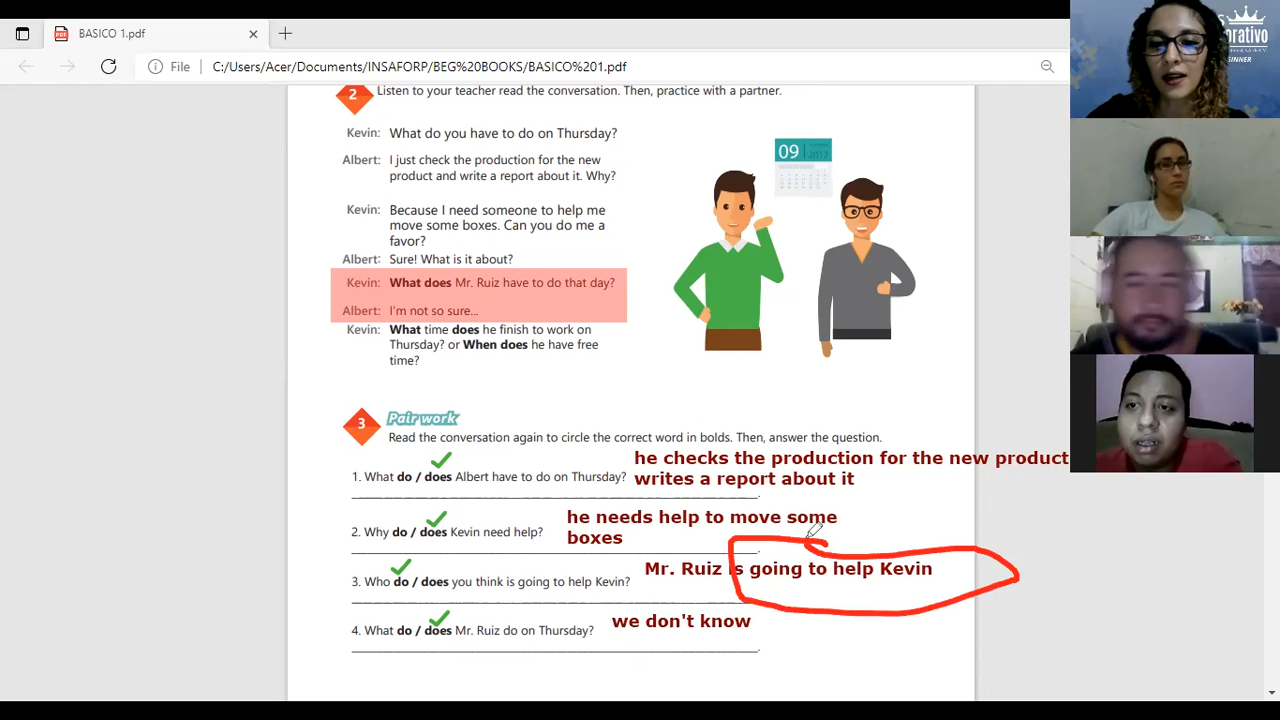 BASICO 1.pdf
File C:/Users/Acer/Documents/INSAFORP/BEG%20BOOKS/BASICO%201.pdf
orativo
INNER
2 Listen to your teacher read the conversation. Then, practice with a partner.
Kevin: What do you have to do on Thursday?
Albert: I just check the production for the new
product and write a report about it. Why?
Kevin: Because I need someone to help me
move some boxes. Can you do me a
favor?
Albert: Sure! What is it about?
Kevin: What does Mr. Ruiz have to do that day?
Albert: I'm not so sure...
Kevin: What time does he finish to work on
Thursday? or When does he have free
time?
09
2017
3 Pair work
Read the conversation again to circle the correct word in bolds. Then, answer the question.
he checks the production for the new product
1. What do / does Albert have to do on Thursday? writes a report about it
he needs help to move some
2. Why do / does Kevin need help? boxes
Mr. Ruiz is going to help Kevin
3. Who do / does you think is going to help Kevin?
we don't know
4. What do / does Mr. Ruiz do on Thursday?